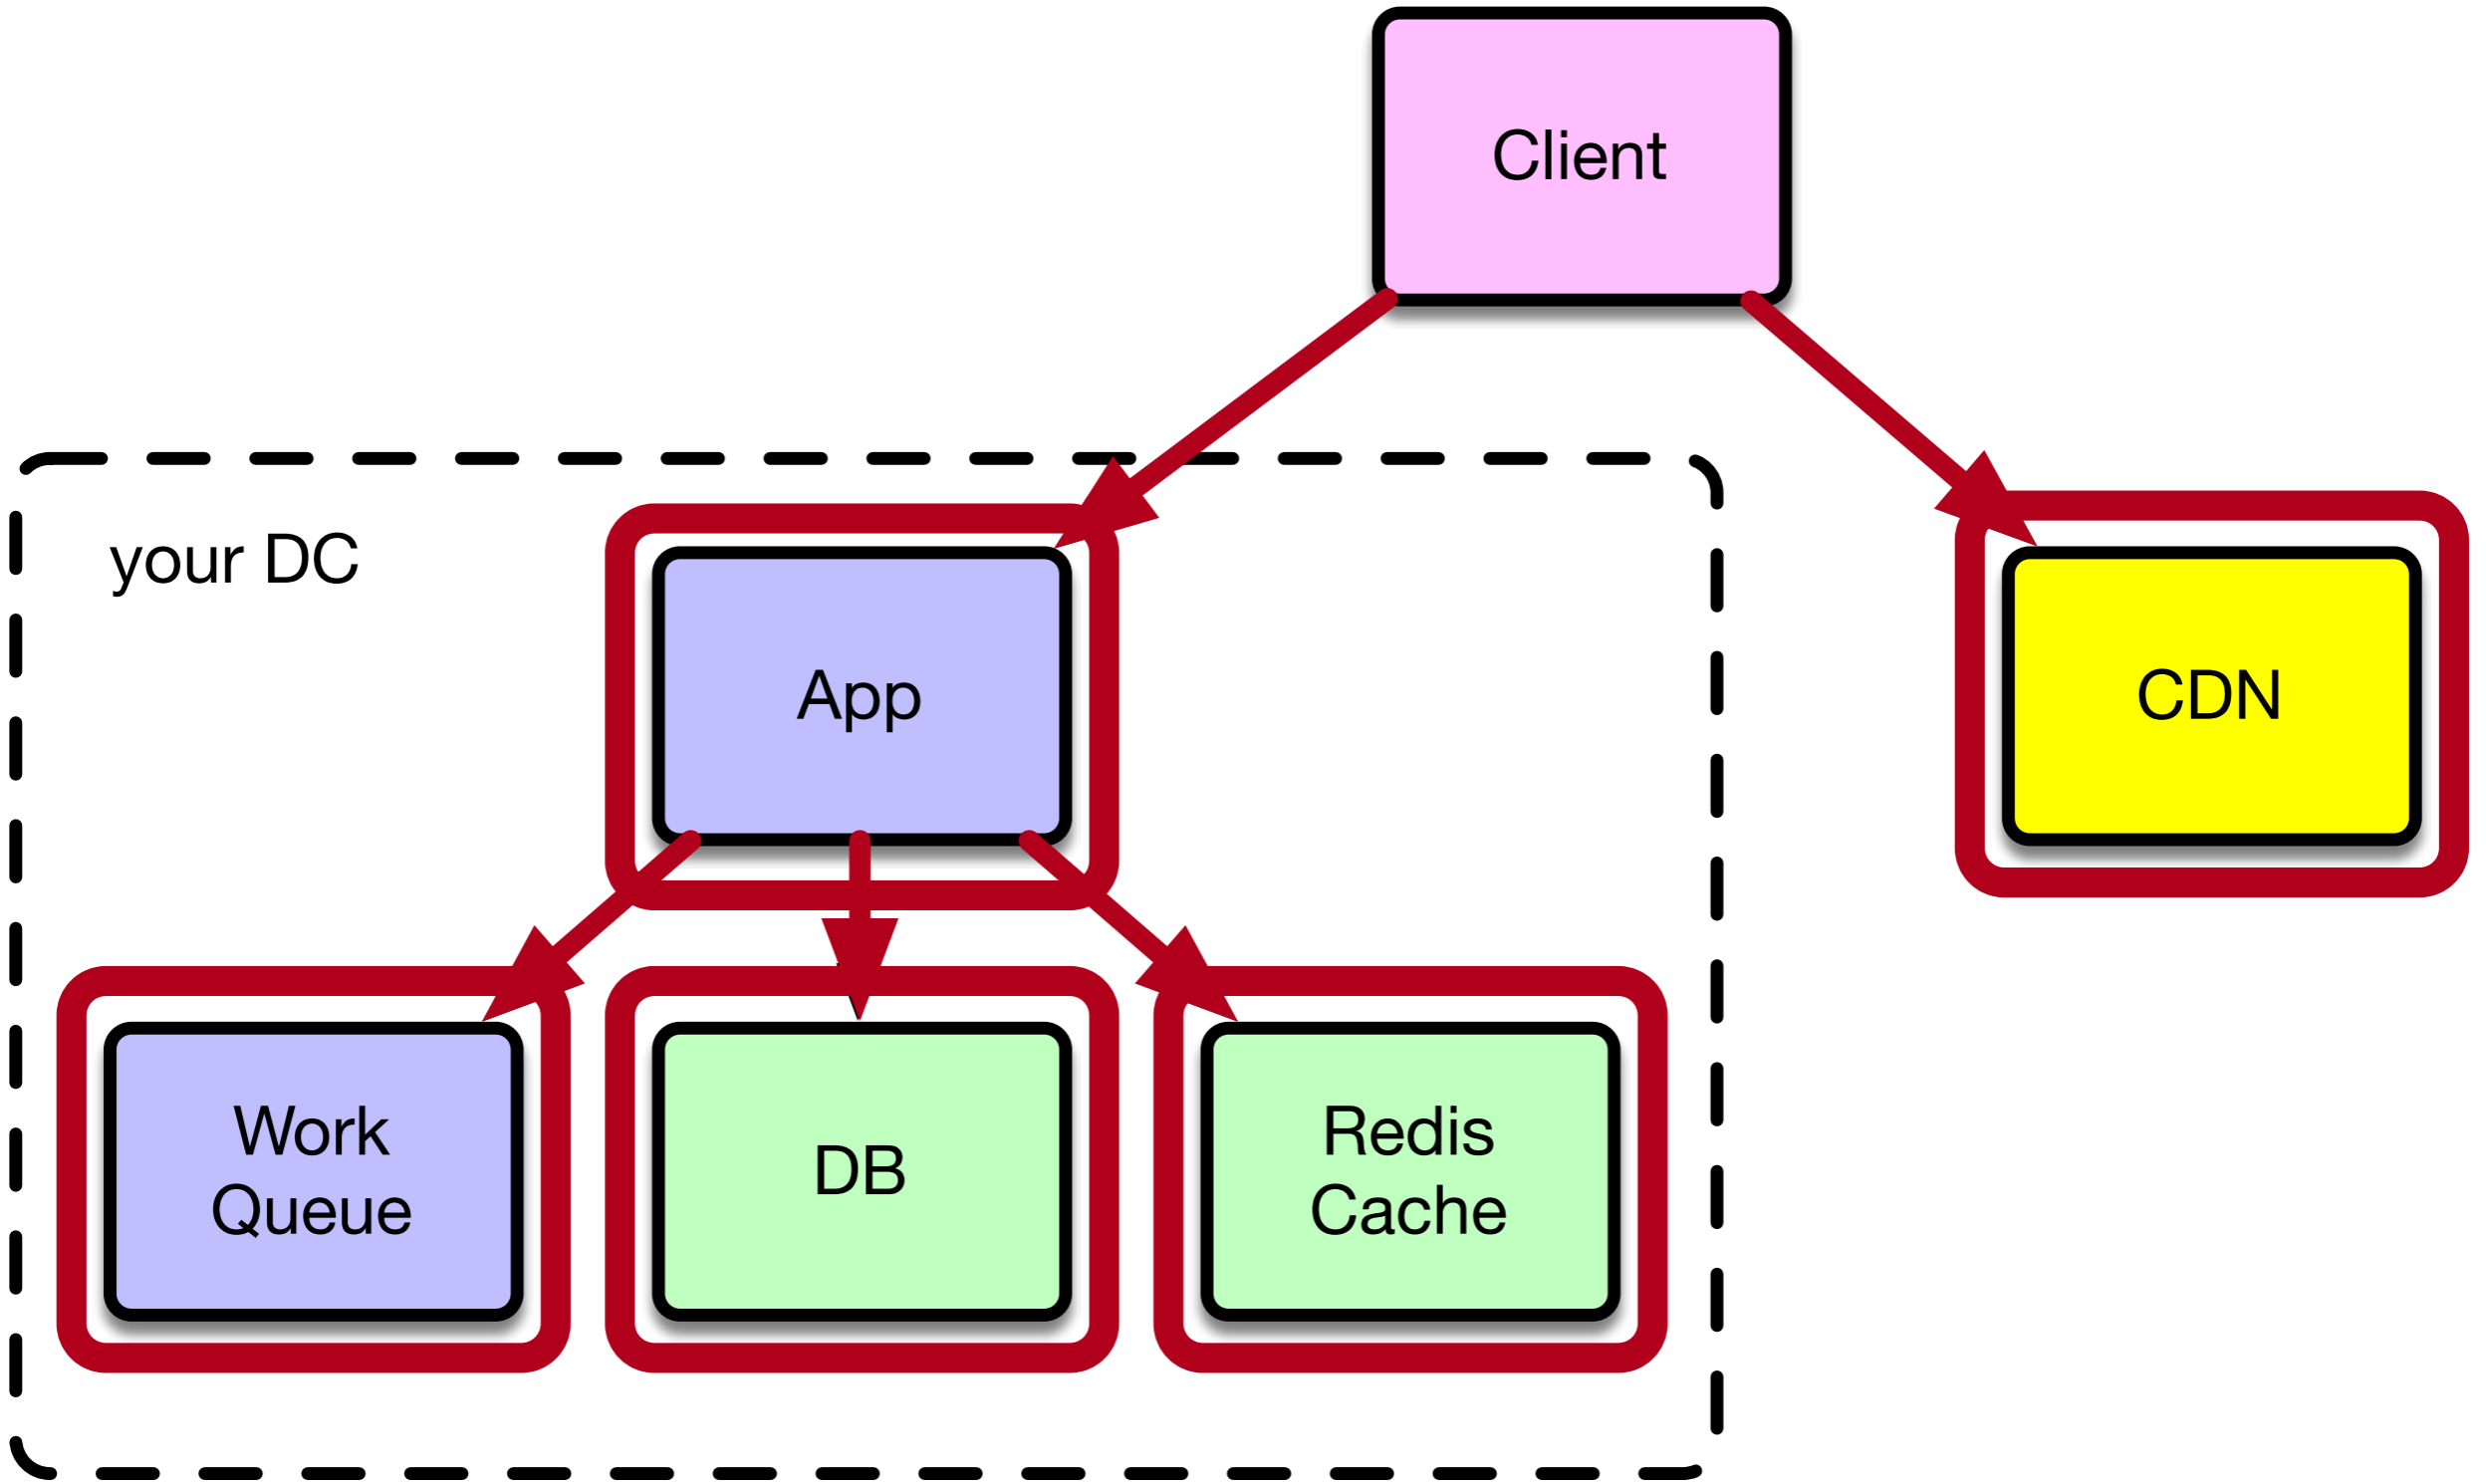 Client
your DC
App
CDN
Work
Queue
DB
Redis
Cache